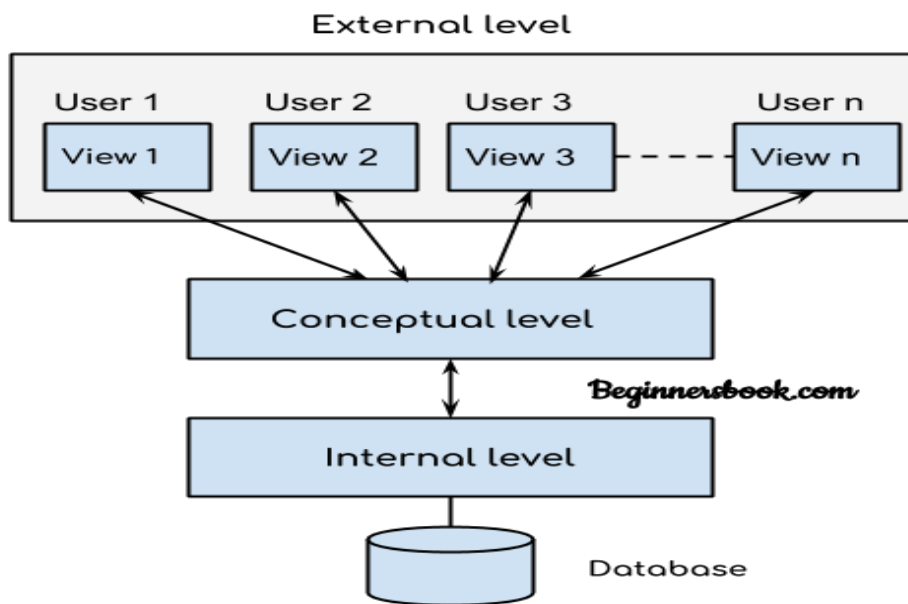 External level
User 1 User 2 User 3 User n
View 1 View 2 View 3 View n
Conceptual level
Beginnersbook.com
Internal level
Database